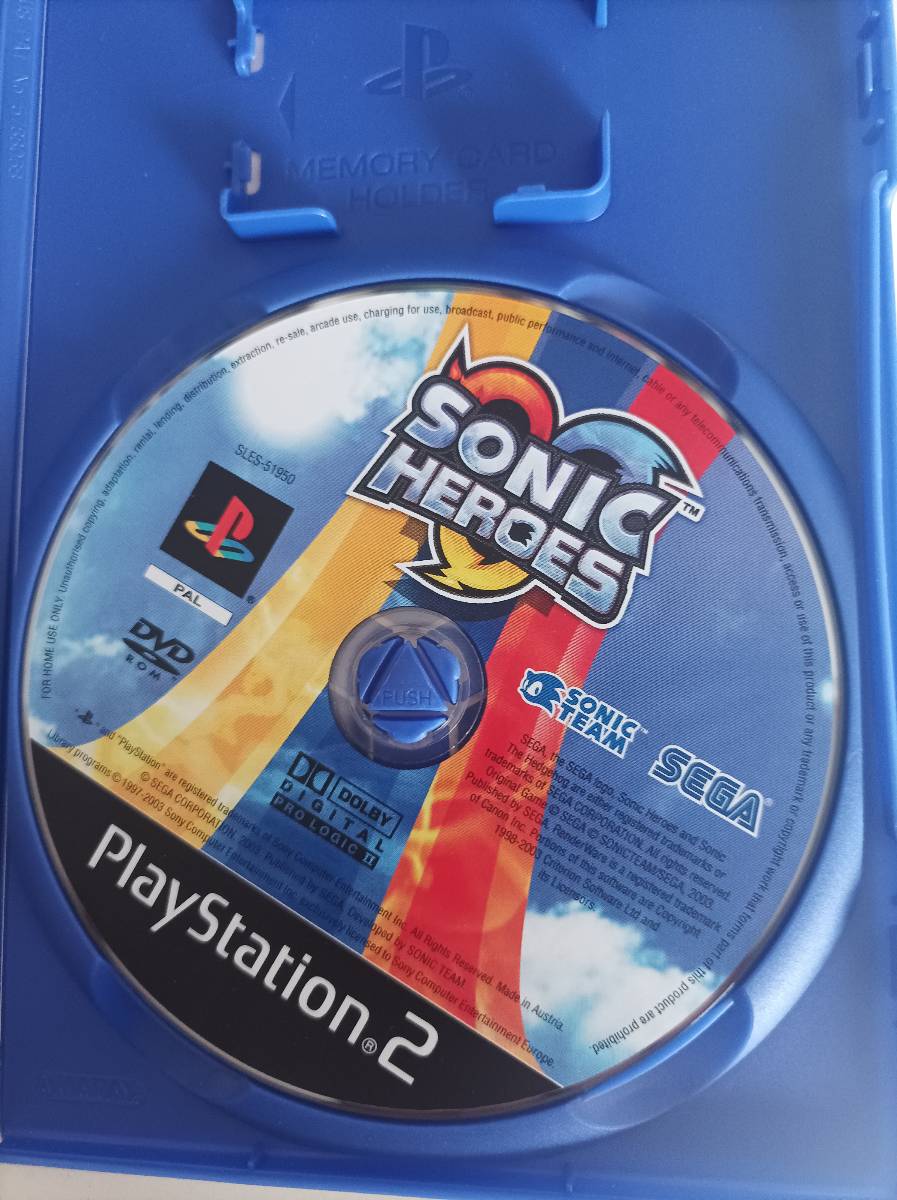 MEMORY CARD
HOLDER
FOR HOME USE ONLY. Unauthorised copying, adaptation, rental, lending, distribution, extraction, re-sale, arcade use, charging for use, broadcast, public performance and internet, cable or any telecommunications transmission, access or use of this product or any trademark or copyright work that forms part of this product are prohibited.
SONIC
HEROES
TM
SLES-51950
®
PAL
DVD
ROM
PUSH
SONIC
TEAM
TM
SEGA®
DOLBY
DIGITAL
PRO LOGIC II
SEGA, the SEGA logo, Sonic Heroes and Sonic
The Hedgehog are either registered trademarks or
trademarks of SEGA CORPORATION. All rights reserved.
Original Game © SEGA © SONICTEAM/SEGA, 2003.
Published by SEGA. RenderWare is a registered trademark
of Canon Inc. Portions of this software are Copyright
1998-2003 Criterion Software Ltd and
its Licensors.
" " and "PlayStation" are registered trademarks of Sony Computer Entertainment Inc. All Rights Reserved. Made in Austria.
© SEGA CORPORATION, 2003. Published by SEGA. Developed by SONIC TEAM.
Library programs © 1997-2003 Sony Computer Entertainment Inc. exclusively licensed to Sony Computer Entertainment Europe.
PlayStation®2